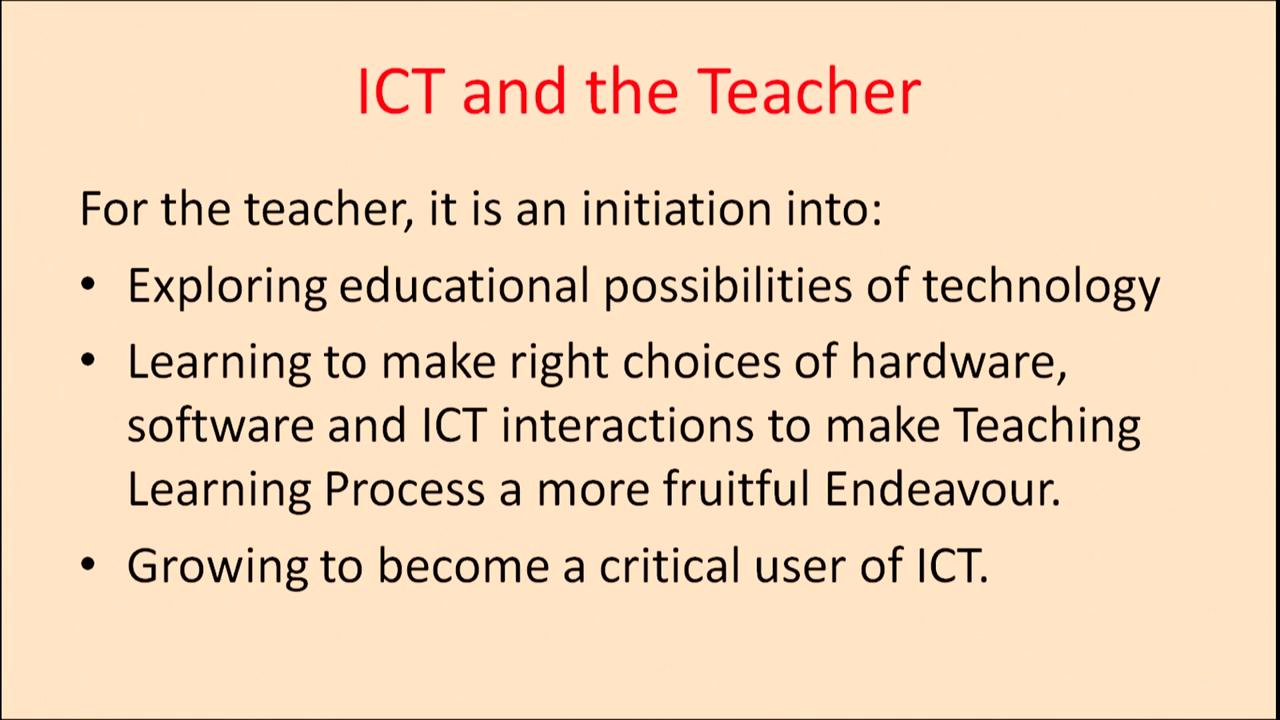 ICT and the Teacher
For the teacher, it is an initiation into:
• Exploring educational possibilities of technology
• Learning to make right choices of hardware,
software and ICT interactions to make Teaching
Learning Process a more fruitful Endeavour.
• Growing to become a critical user of ICT.